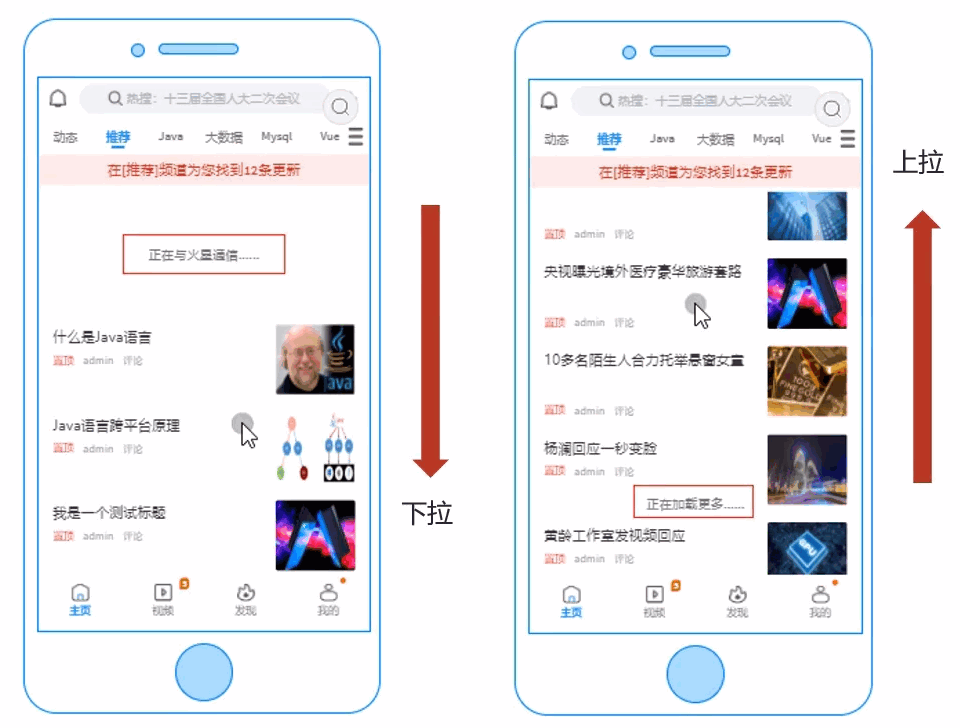 热搜：十三届全国人大二次会议
动态 推荐 Java 大数据 Mysql Vue
在[推荐]频道为您找到12条更新
正在与火星通信......
什么是Java语言
置顶 admin 评论
Java
Java语言跨平台原理
置顶 admin 评论
我是一个测试标题
置顶 admin 评论
3
主页 视频 发现 我的
下拉
热搜：十三届全国人大二次会议
动态 推荐 Java 大数据 Mysql Vue
在[推荐]频道为您找到12条更新
置顶 admin 评论
央视曝光境外医疗豪华旅游套路
置顶 admin 评论
10多名陌生人合力托举悬窗女童
置顶 admin 评论
杨澜回应一秒变脸
置顶 admin 评论
正在加载更多......
黄龄工作室发视频回应
置顶 admin 评论
3
主页 视频 发现 我的
上拉